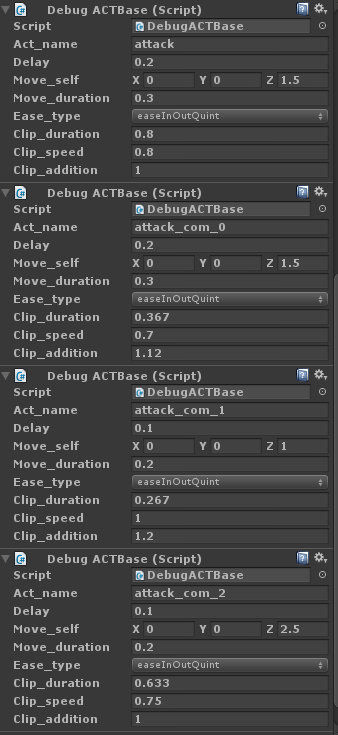 Debug ACTBase (Script)
Script DebugACTBase
Act_name attack
Delay 0.2
Move_self X 0 Y 0 Z 1.5
Move_duration 0.3
Ease_type easeInOutQuint
Clip_duration 0.8
Clip_speed 0.8
Clip_addition 1
Debug ACTBase (Script)
Script DebugACTBase
Act_name attack_com_0
Delay 0.2
Move_self X 0 Y 0 Z 1.5
Move_duration 0.3
Ease_type easeInOutQuint
Clip_duration 0.367
Clip_speed 0.7
Clip_addition 1.12
Debug ACTBase (Script)
Script DebugACTBase
Act_name attack_com_1
Delay 0.1
Move_self X 0 Y 0 Z 1
Move_duration 0.2
Ease_type easeInOutQuint
Clip_duration 0.267
Clip_speed 1
Clip_addition 1.2
Debug ACTBase (Script)
Script DebugACTBase
Act_name attack_com_2
Delay 0.1
Move_self X 0 Y 0 Z 2.5
Move_duration 0.2
Ease_type easeInOutQuint
Clip_duration 0.633
Clip_speed 0.75
Clip_addition 1